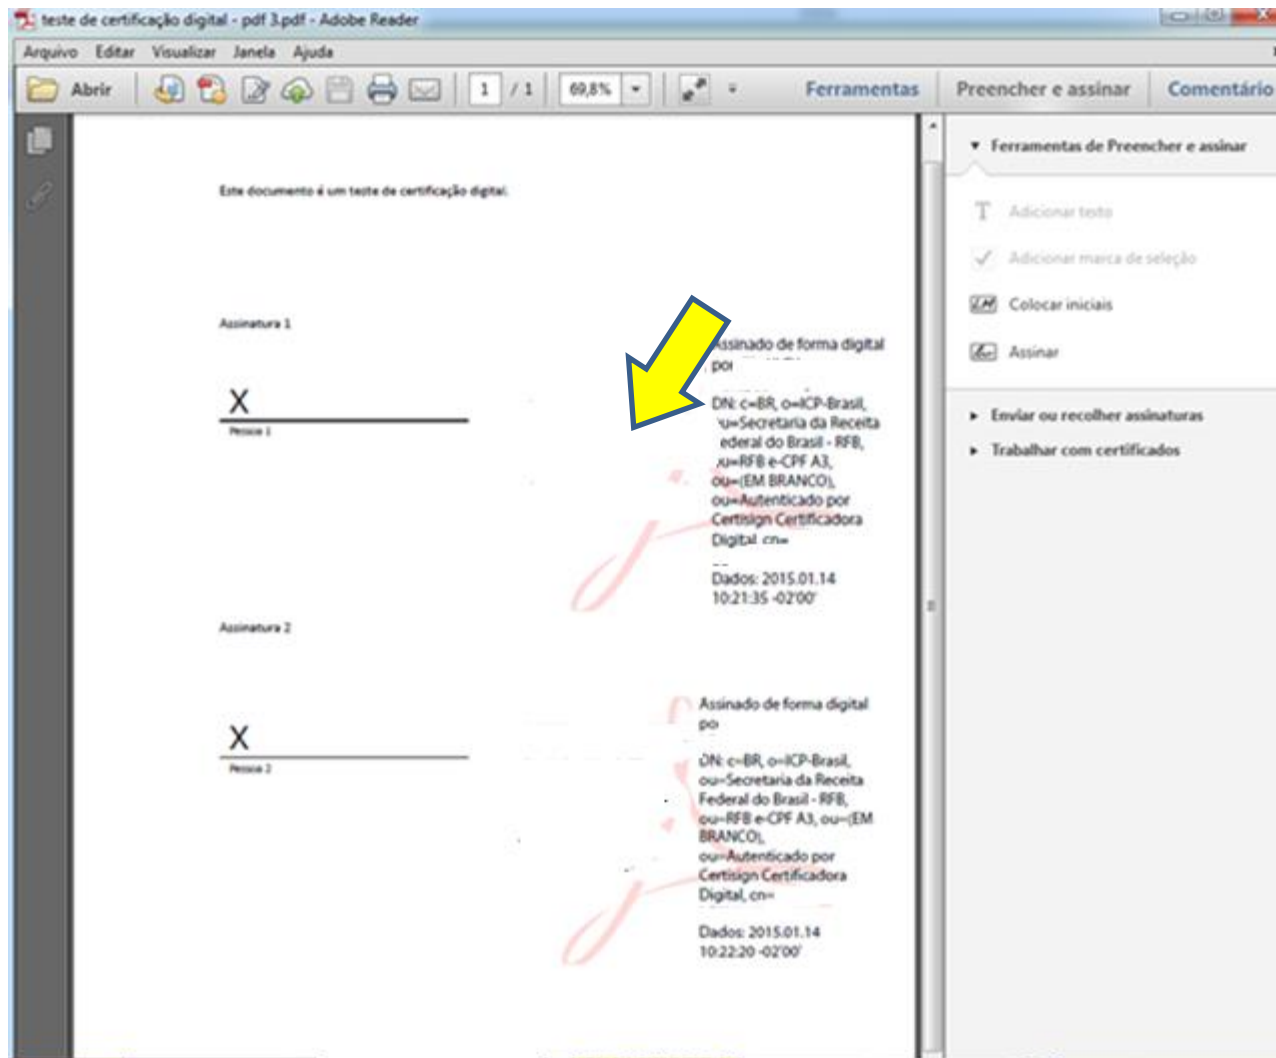 teste de certificação digital - pdf 3.pdf - Adobe Reader
Arquivo Editar Visualizar Janela Ajuda
Abrir 1 / 1 69,8% Ferramentas Preencher e assinar Comentário
Ferramentas de Preencher e assinar
Adicionar texto
Adicionar marca de seleção
Colocar iniciais
Assinar
Enviar ou recolher assinaturas
Trabalhar com certificados
Este documento é um teste de certificação digital.
Assinatura 1
X
Pessoa 1
Assinado de forma digital
por
DN: c=BR, o=ICP-Brasil,
ou=Secretaria da Receita
Federal do Brasil - RFB,
ou=RFB e-CPF A3,
ou=(EM BRANCO),
ou=Autenticado por
Certisign Certificadora
Digital, cn=
Dados: 2015.01.14
10:21:35 -02'00'
Assinatura 2
X
Pessoa 2
Assinado de forma digital
por
DN: c=BR, o=ICP-Brasil,
ou=Secretaria da Receita
Federal do Brasil - RFB,
ou=RFB e-CPF A3, ou=(EM
BRANCO),
ou=Autenticado por
Certisign Certificadora
Digital, cn=
Dados: 2015.01.14
10:22:20 -02'00'